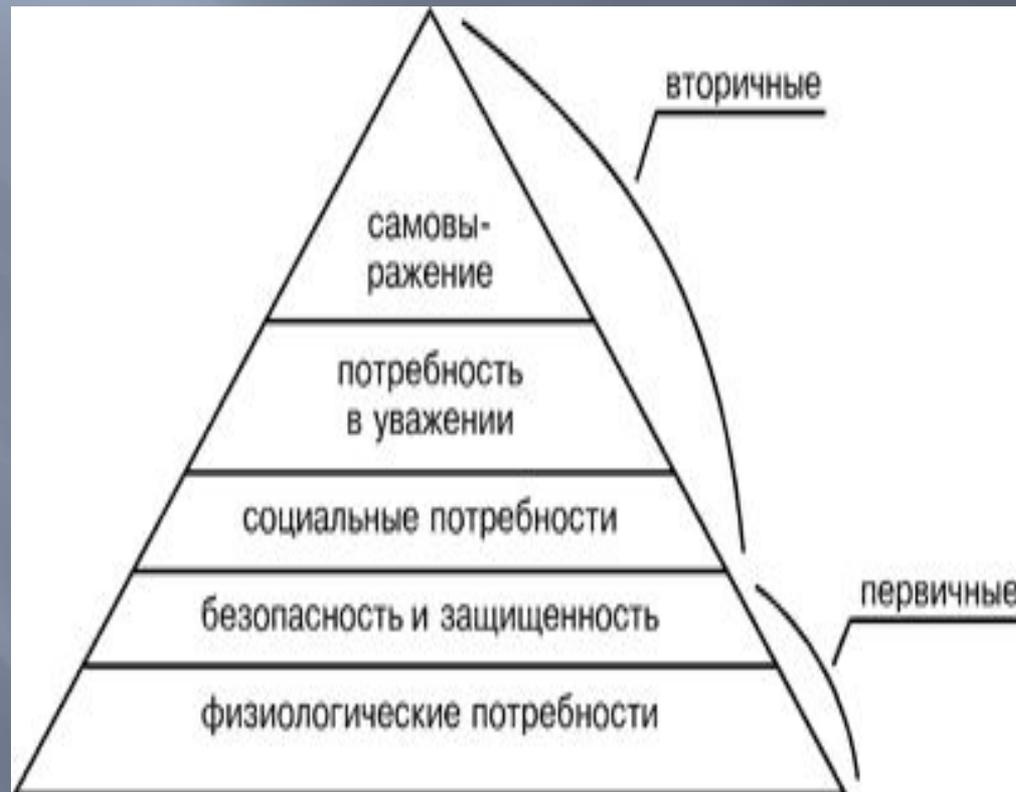 вторичные
самовы-
ражение
потребность
в уважении
социальные потребности
первичные
безопасность и защищенность
физиологические потребности